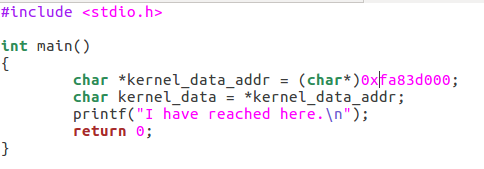 #include <stdio.h>
int main()
{
char *kernel_data_addr = (char*)0xfa83d000;
char kernel_data = *kernel_data_addr;
printf("I have reached here.\n");
return 0;
}